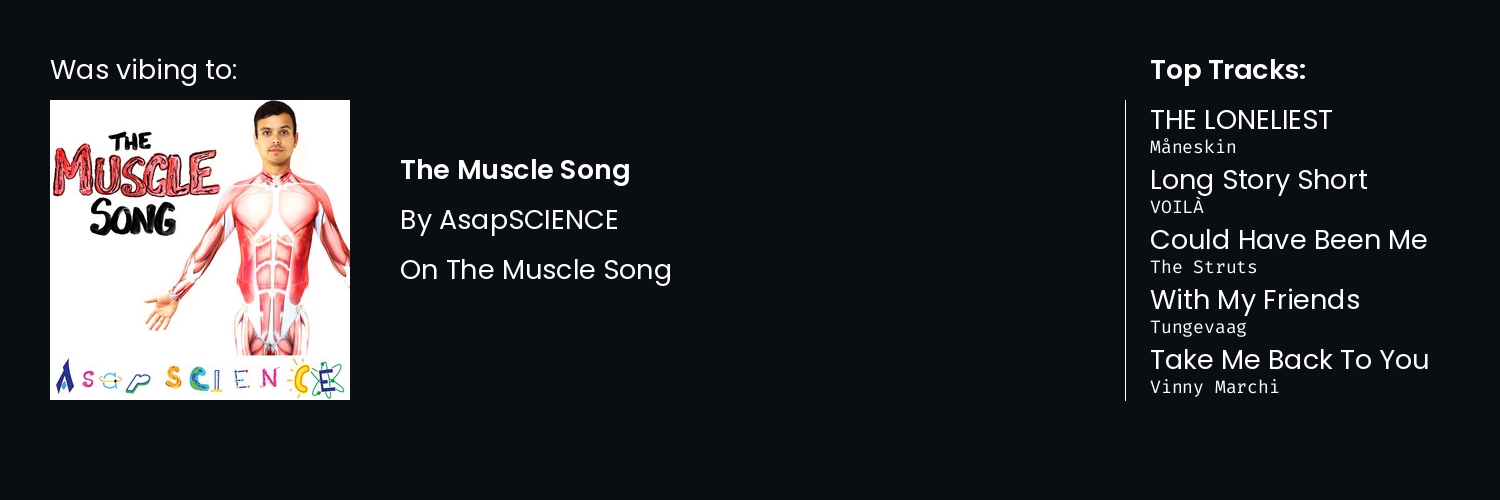 Was vibing to:
THE
MUSCLE
SONG
AsapSCIENCE
The Muscle Song
By AsapSCIENCE
On The Muscle Song
Top Tracks:
THE LONELIEST
Måneskin
Long Story Short
VOILÀ
Could Have Been Me
The Struts
With My Friends
Tungevaag
Take Me Back To You
Vinny Marchi